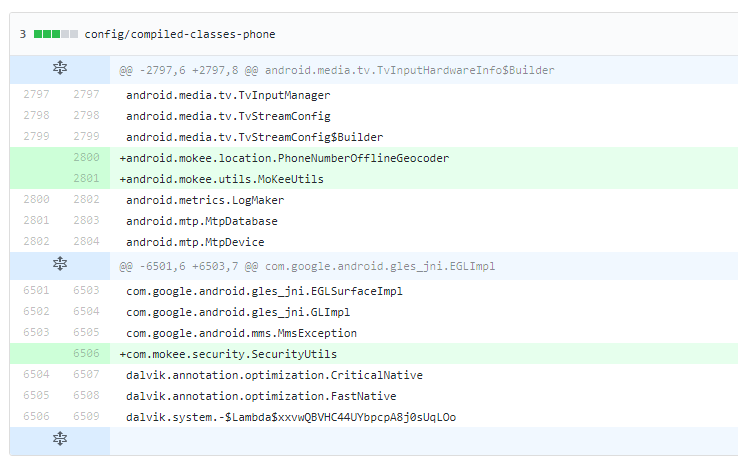 3 config/compiled-classes-phone
@@ -2797,6 +2797,8 @@ android.media.tv.TvInputHardwareInfo$Builder
2797 2797 android.media.tv.TvInputManager
2798 2798 android.media.tv.TvStreamConfig
2799 2799 android.media.tv.TvStreamConfig$Builder
2800 +android.mokee.location.PhoneNumberOfflineGeocoder
2801 +android.mokee.utils.MoKeeUtils
2800 2802 android.metrics.LogMaker
2801 2803 android.mtp.MtpDatabase
2802 2804 android.mtp.MtpDevice
@@ -6501,6 +6503,7 @@ com.google.android.gles_jni.EGLImpl
6501 6503 com.google.android.gles_jni.EGLSurfaceImpl
6502 6504 com.google.android.gles_jni.GLImpl
6503 6505 com.google.android.mms.MmsException
6506 +com.mokee.security.SecurityUtils
6504 6507 dalvik.annotation.optimization.CriticalNative
6505 6508 dalvik.annotation.optimization.FastNative
6506 6509 dalvik.system.-$Lambda$xxvwQBVHC44UYbpcpA8j0sUqLOo